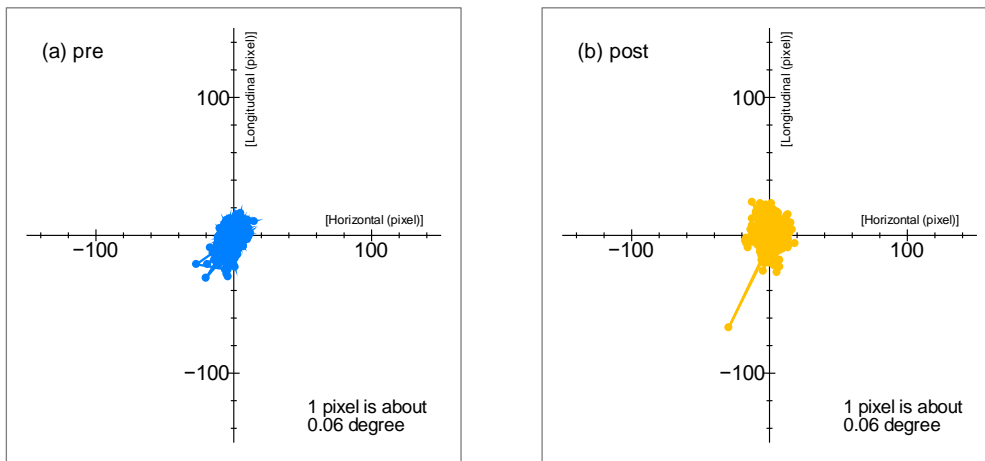 (a) pre
100
[Longitudinal (pixel)]
[Horizontal (pixel)]
−100
100
−100
1 pixel is about
0.06 degree
(b) post
100
[Longitudinal (pixel)]
[Horizontal (pixel)]
−100
100
−100
1 pixel is about
0.06 degree